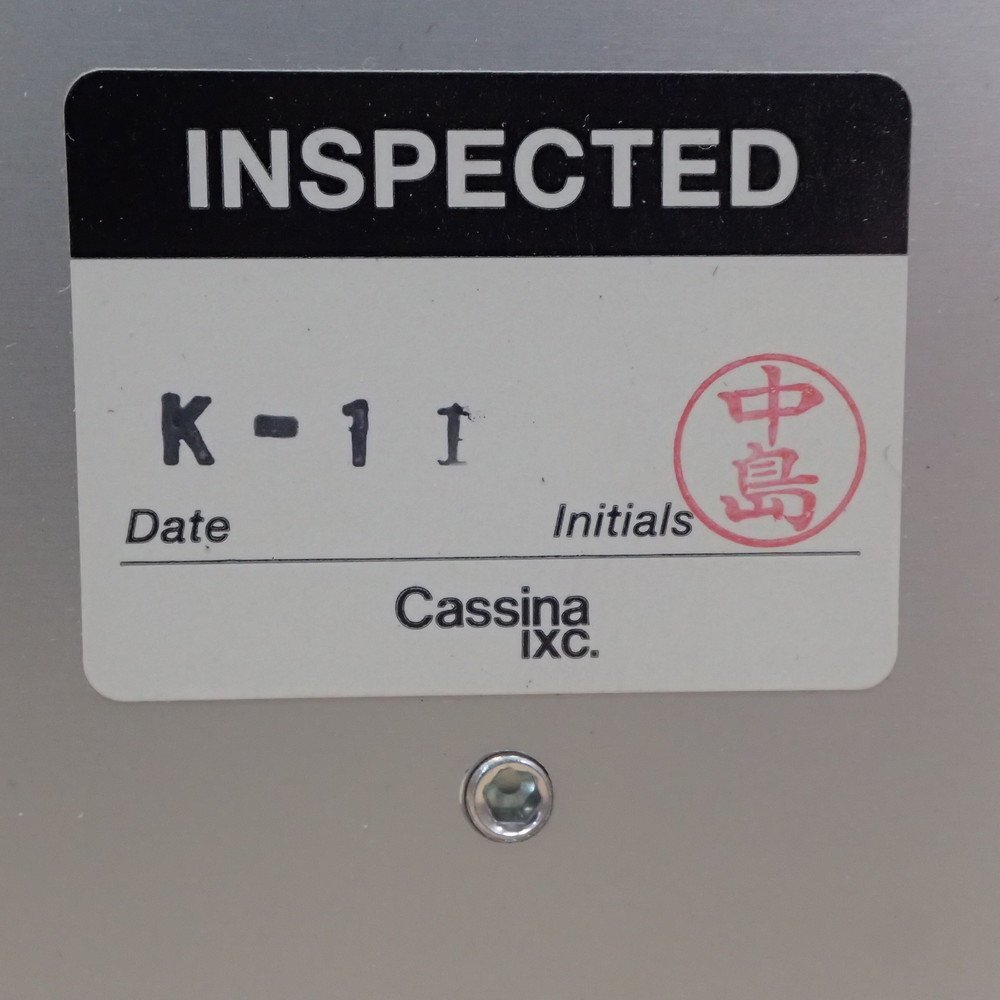 INSPECTED
K-11
Date Initials 中島
Cassina
IXC.